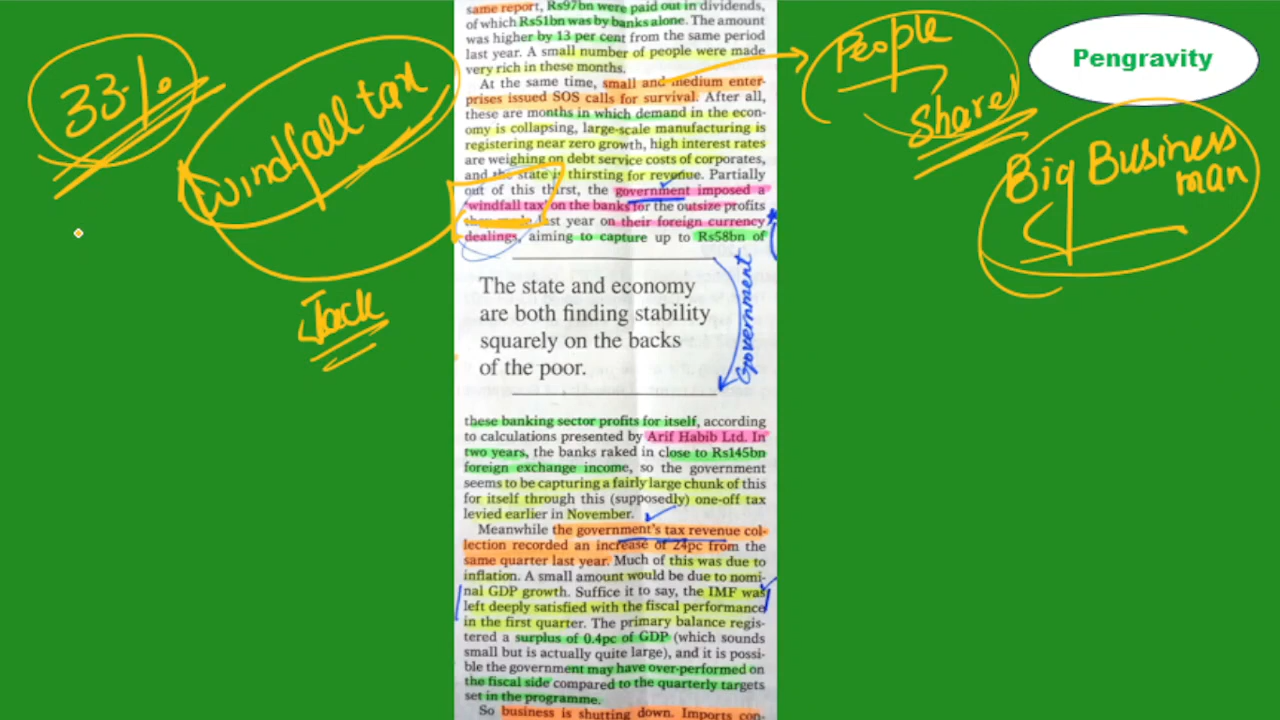 same report, Rs97bn were paid out in dividends,
of which Rs51bn was by banks alone. The amount
was higher by 13 per cent from the same period
last year. A small number of people were made
very rich in these months.
At the same time, small and medium enter-
prises issued SOS calls for survival. After all,
these are months in which demand in the econ-
omy is collapsing, large-scale manufacturing is
registering near zero growth, high interest rates
are weighing on debt service costs of corporates,
and the state is thirsting for revenue. Partially
out of this thirst, the government imposed a
'windfall tax' on the banks for the outsize profits
they made last year on their foreign currency
dealings, aiming to capture up to Rs58bn of
The state and economy
are both finding stability
squarely on the backs
of the poor.
these banking sector profits for itself, according
to calculations presented by Arif Habib Ltd. In
two years, the banks raked in close to Rs145bn
foreign exchange income, so the government
seems to be capturing a fairly large chunk of this
for itself through this (supposedly) one-off tax
levied earlier in November.
Meanwhile the government's tax revenue col-
lection recorded an increase of 24pc from the
same quarter last year. Much of this was due to
inflation. A small amount would be due to nomi-
nal GDP growth. Suffice it to say, the IMF was
left deeply satisfied with the fiscal performance
in the first quarter. The primary balance regis-
tered a surplus of 0.4pc of GDP (which sounds
small but is actually quite large), and it is possi-
ble the government may have over-performed on
the fiscal side compared to the quarterly targets
set in the programme.
So business is shutting down. Imports con-
33%
windfall tax
Government
People
Share
Pengravity
Big Business
man